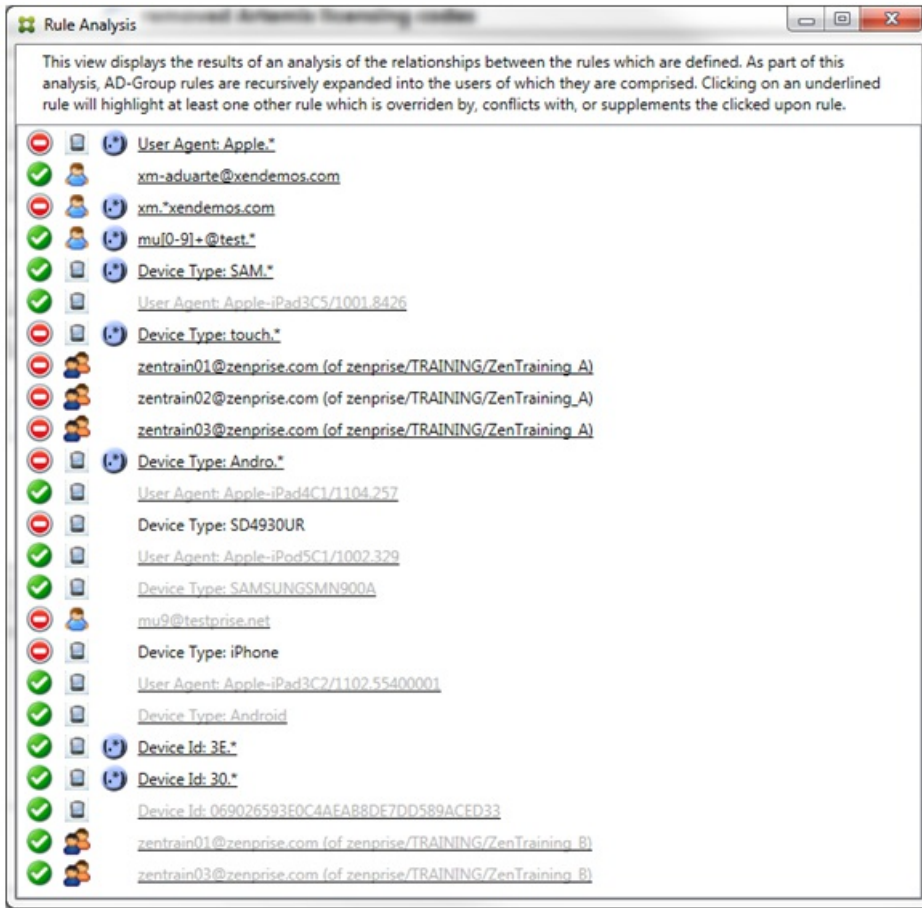 removed Artemis licensing codes
Rule Analysis
This view displays the results of an analysis of the relationships between the rules which are defined. As part of this
analysis, AD-Group rules are recursively expanded into the users of which they are comprised. Clicking on an underlined
rule will highlight at least one other rule which is overriden by, conflicts with, or supplements the clicked upon rule.
(.*) User Agent: Apple.*
xm-aduarte@xendemos.com
(.*) xm.*xendemos.com
(.*) mu[0-9]+@test.*
(.*) Device Type: SAM.*
User Agent: Apple-iPad3C5/1001.8426
(.*) Device Type: touch.*
zentrain01@zenprise.com (of zenprise/TRAINING/ZenTraining_A)
zentrain02@zenprise.com (of zenprise/TRAINING/ZenTraining_A)
zentrain03@zenprise.com (of zenprise/TRAINING/ZenTraining_A)
(.*) Device Type: Andro.*
User Agent: Apple-iPad4C1/1104.257
Device Type: SD4930UR
User Agent: Apple-iPod5C1/1002.329
Device Type: SAMSUNGSMN900A
mu9@testprise.net
Device Type: iPhone
User Agent: Apple-iPad3C2/1102.55400001
Device Type: Android
(.*) Device Id: 3E.*
(.*) Device Id: 30.*
Device Id: 069026593E0C4AEAB8DE7DD589ACED33
zentrain01@zenprise.com (of zenprise/TRAINING/ZenTraining_B)
zentrain03@zenprise.com (of zenprise/TRAINING/ZenTraining_B)